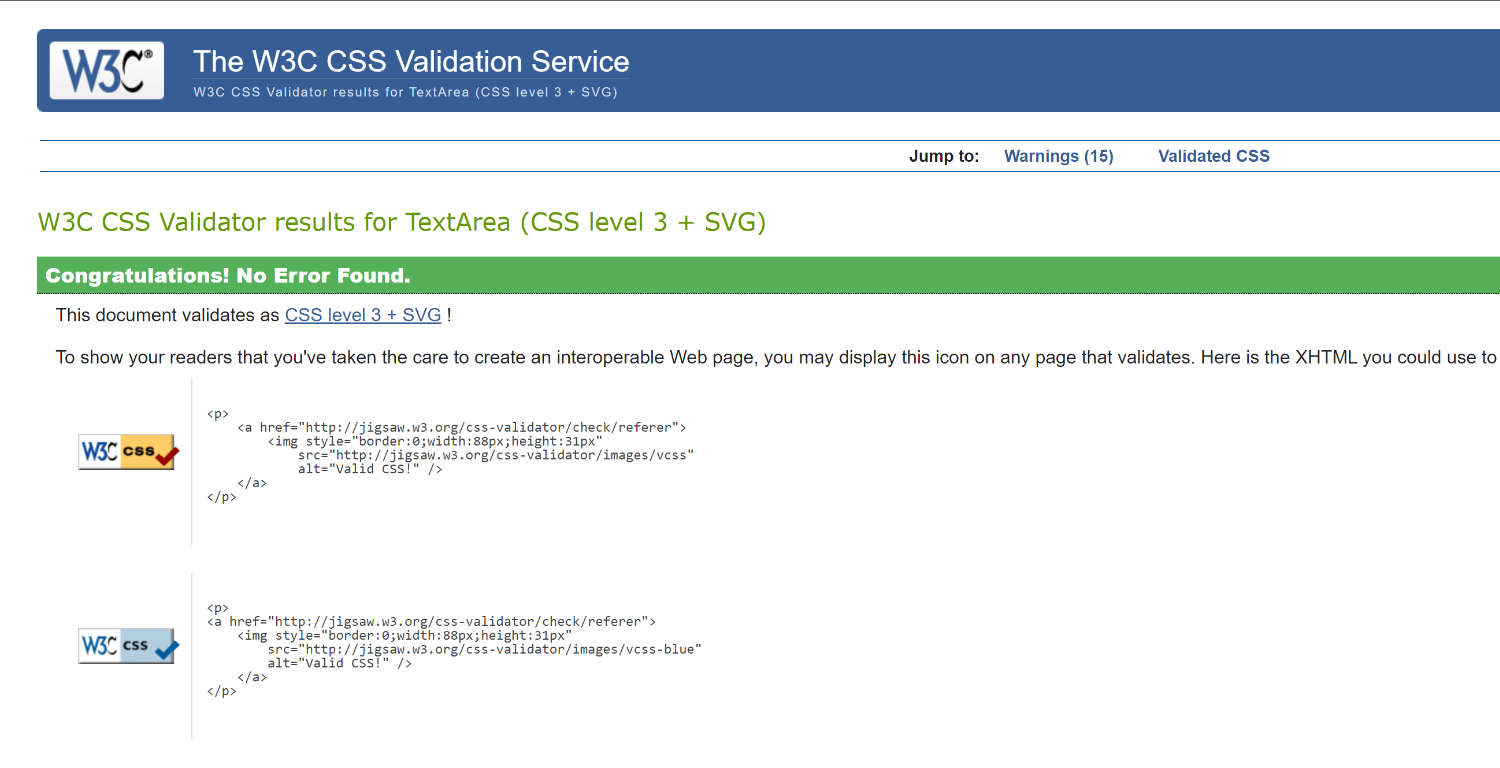 W3C®
The W3C CSS Validation Service
W3C CSS Validator results for TextArea (CSS level 3 + SVG)
Jump to: Warnings (15) Validated CSS
W3C CSS Validator results for TextArea (CSS level 3 + SVG)
Congratulations! No Error Found.
This document validates as CSS level 3 + SVG !
To show your readers that you've taken the care to create an interoperable Web page, you may display this icon on any page that validates. Here is the XHTML you could use to
W3C css
<p>
    <a href="http://jigsaw.w3.org/css-validator/check/referer">
        <img style="border:0;width:88px;height:31px"
            src="http://jigsaw.w3.org/css-validator/images/vcss"
            alt="Valid CSS!" />
    </a>
</p>
W3C css
<p>
<a href="http://jigsaw.w3.org/css-validator/check/referer">
    <img style="border:0;width:88px;height:31px"
        src="http://jigsaw.w3.org/css-validator/images/vcss-blue"
        alt="Valid CSS!" />
    </a>
</p>